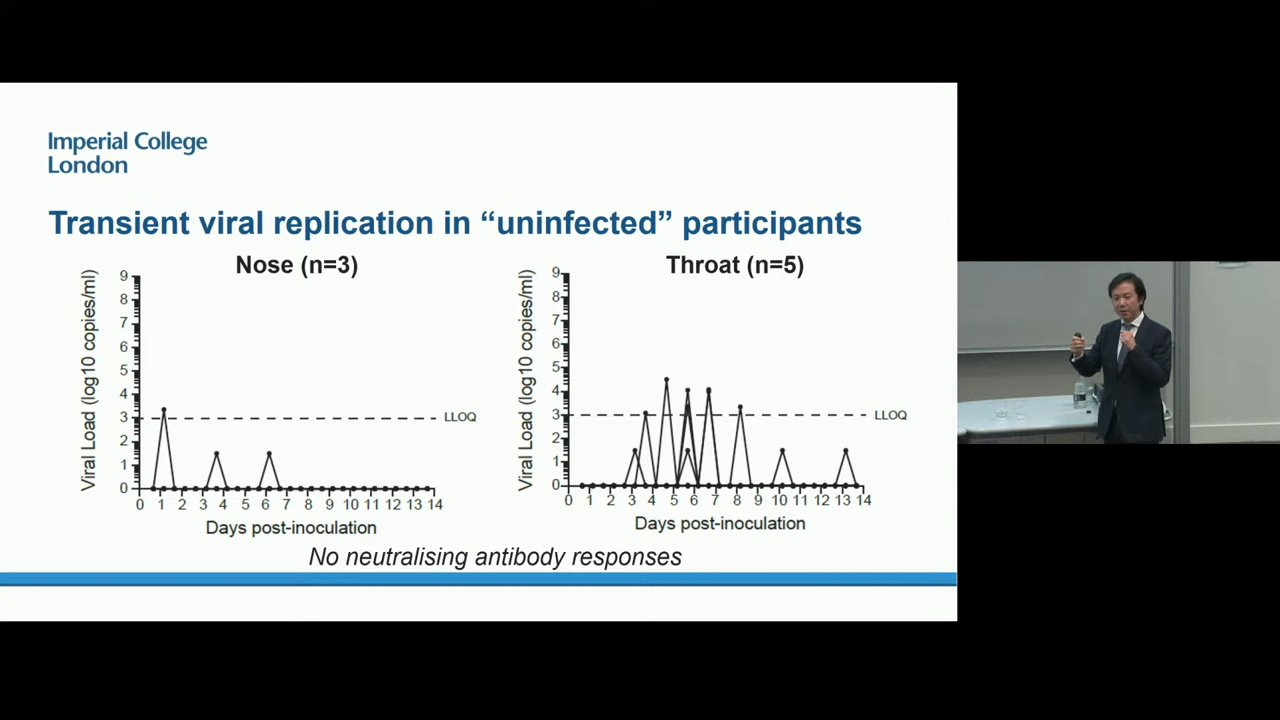 Imperial College
London
Transient viral replication in “uninfected” participants
Nose (n=3)
Viral Load (log10 copies/ml)
9
8
7
6
5
4
3
2
1
0
LLOQ
0 1 2 3 4 5 6 7 8 9 10 11 12 13 14
Days post-inoculation
Throat (n=5)
Viral Load (log10 copies/ml)
9
8
7
6
5
4
3
2
1
0
LLOQ
0 1 2 3 4 5 6 7 8 9 10 11 12 13 14
Days post-inoculation
No neutralising antibody responses